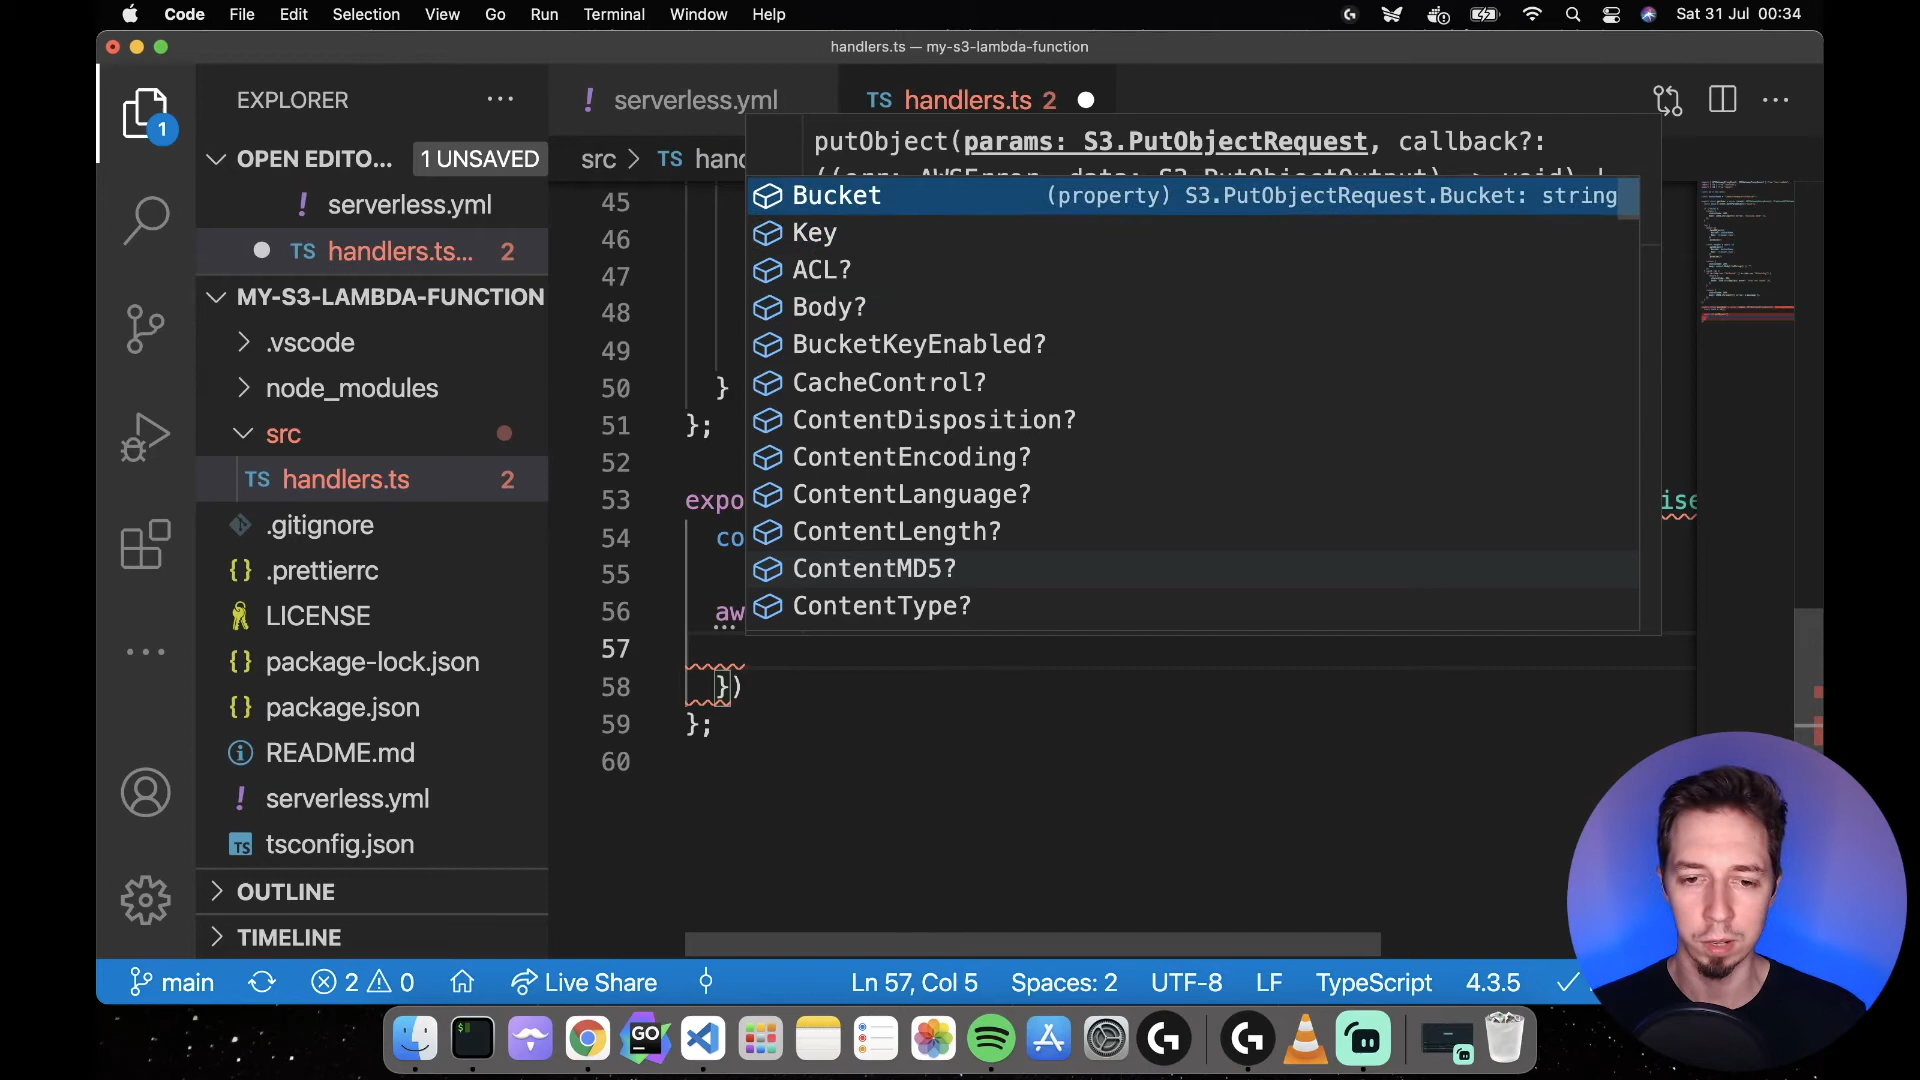 Code File Edit Selection View Go Run Terminal Window Help Sat 31 Jul 00:34
handlers.ts — my-s3-lambda-function
EXPLORER
! serverless.yml
TS handlers.ts 2
OPEN EDITO... 1 UNSAVED
! serverless.yml
TS handlers.ts... 2
MY-S3-LAMBDA-FUNCTION
.vscode
node_modules
src
TS handlers.ts 2
.gitignore
{} .prettierrc
LICENSE
{} package-lock.json
{} package.json
README.md
! serverless.yml
TS tsconfig.json
OUTLINE
TIMELINE
1
src > TS hand
putObject(params: S3.PutObjectRequest, callback?:
Bucket (property) S3.PutObjectRequest.Bucket: string
Key
ACL?
Body?
BucketKeyEnabled?
CacheControl?
ContentDisposition?
ContentEncoding?
ContentLanguage?
ContentLength?
ContentMD5?
ContentType?
45
46
47
48
49
50 }
51 };
52
53 expo ise
54 co
55
56 aw
57
58 })
59 };
60
main 2 0 Live Share Ln 57, Col 5 Spaces: 2 UTF-8 LF TypeScript 4.3.5
GO